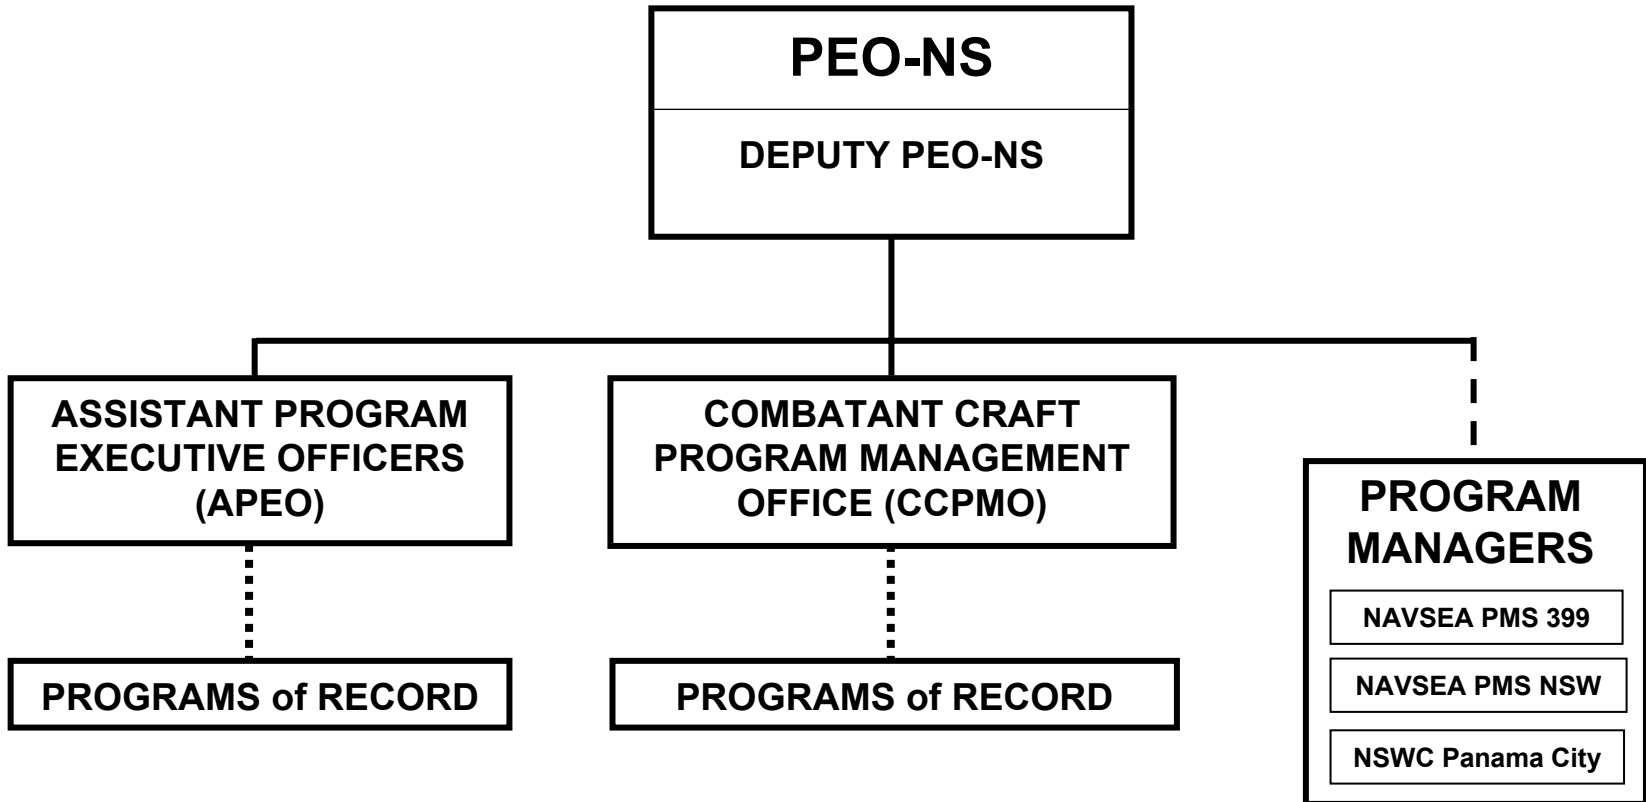 PEO-NS
DEPUTY PEO-NS
ASSISTANT PROGRAM
EXECUTIVE OFFICERS
(APEO)
COMBATANT CRAFT
PROGRAM MANAGEMENT
OFFICE (CCPMO)
PROGRAM
MANAGERS
NAVSEA PMS 399
NAVSEA PMS NSW
NSWC Panama City
PROGRAMS of RECORD
PROGRAMS of RECORD